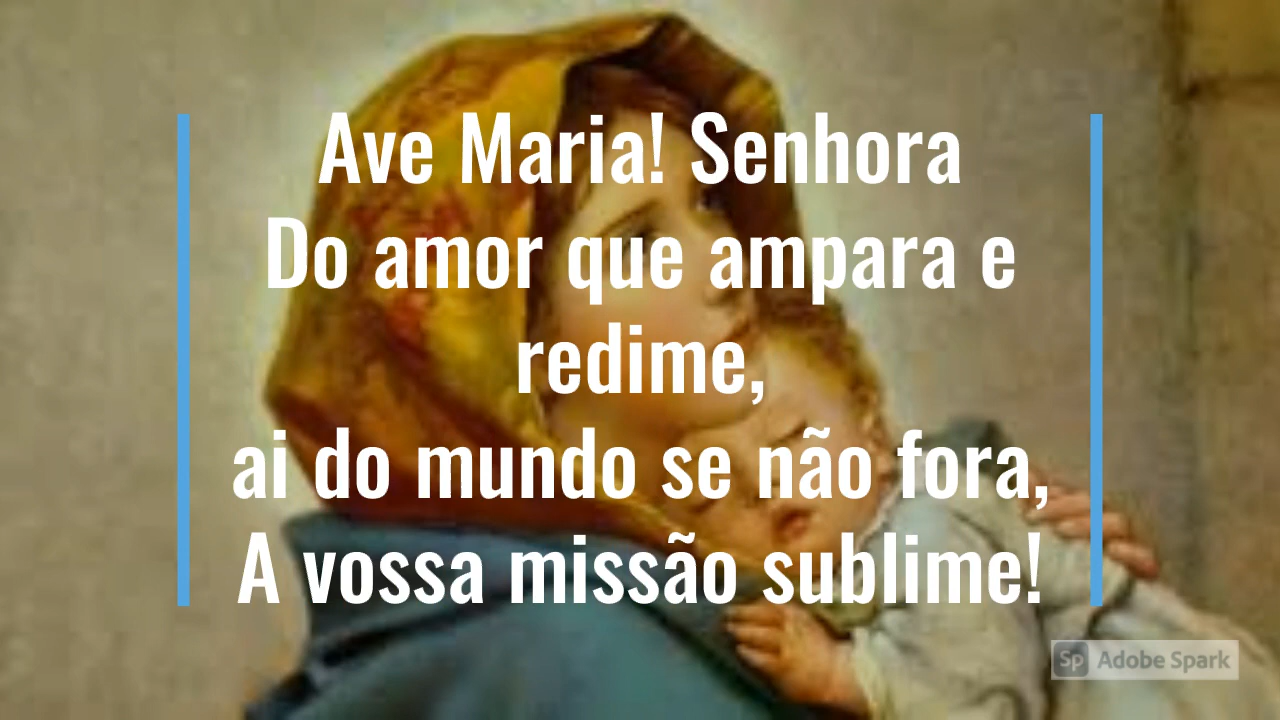 Ave Maria! Senhora
Do amor que ampara e
redime,
ai do mundo se não fora,
A vossa missão sublime!
Sp Adobe Spark